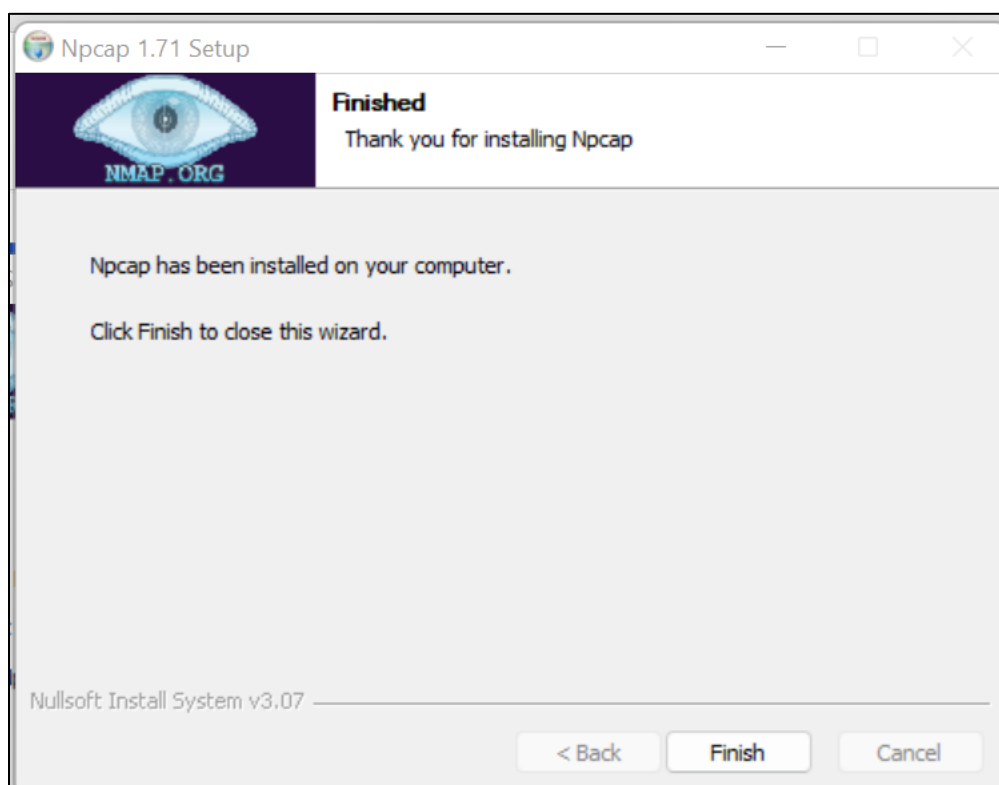 Npcap 1.71 Setup
NMAP.ORG
Finished
Thank you for installing Npcap
Npcap has been installed on your computer.
Click Finish to close this wizard.
Nullsoft Install System v3.07
< Back
Finish
Cancel